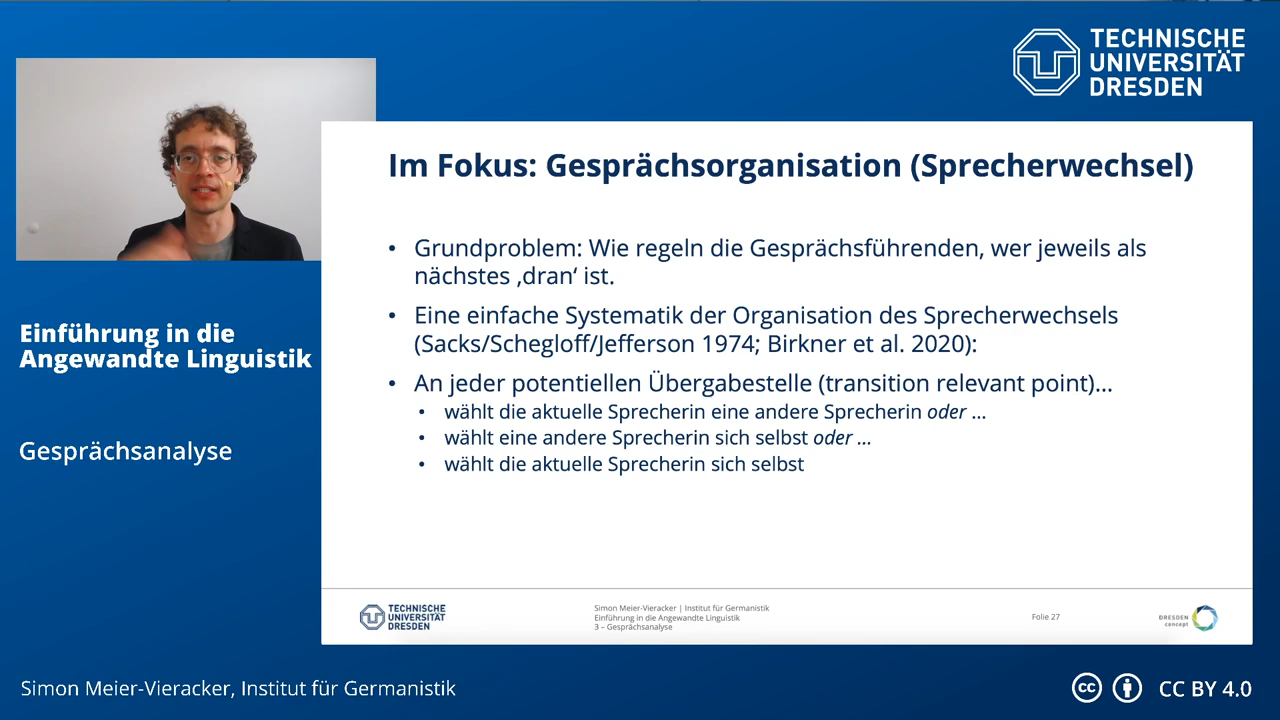 TECHNISCHE
UNIVERSITÄT
DRESDEN
Im Fokus: Gesprächsorganisation (Sprecherwechsel)
• Grundproblem: Wie regeln die Gesprächsführenden, wer jeweils als
nächstes ‚dran‘ ist.
• Eine einfache Systematik der Organisation des Sprecherwechsels
(Sacks/Schegloff/Jefferson 1974; Birkner et al. 2020):
• An jeder potentiellen Übergabestelle (transition relevant point)...
• wählt die aktuelle Sprecherin eine andere Sprecherin oder ...
• wählt eine andere Sprecherin sich selbst oder ...
• wählt die aktuelle Sprecherin sich selbst
Einführung in die
Angewandte Linguistik
Gesprächsanalyse
TECHNISCHE
UNIVERSITÄT
DRESDEN
Simon Meier-Vieracker | Institut für Germanistik
Einführung in die Angewandte Linguistik
3 – Gesprächsanalyse
Folie 27
DRESDEN
concept
Simon Meier-Vieracker, Institut für Germanistik
cc CC BY 4.0